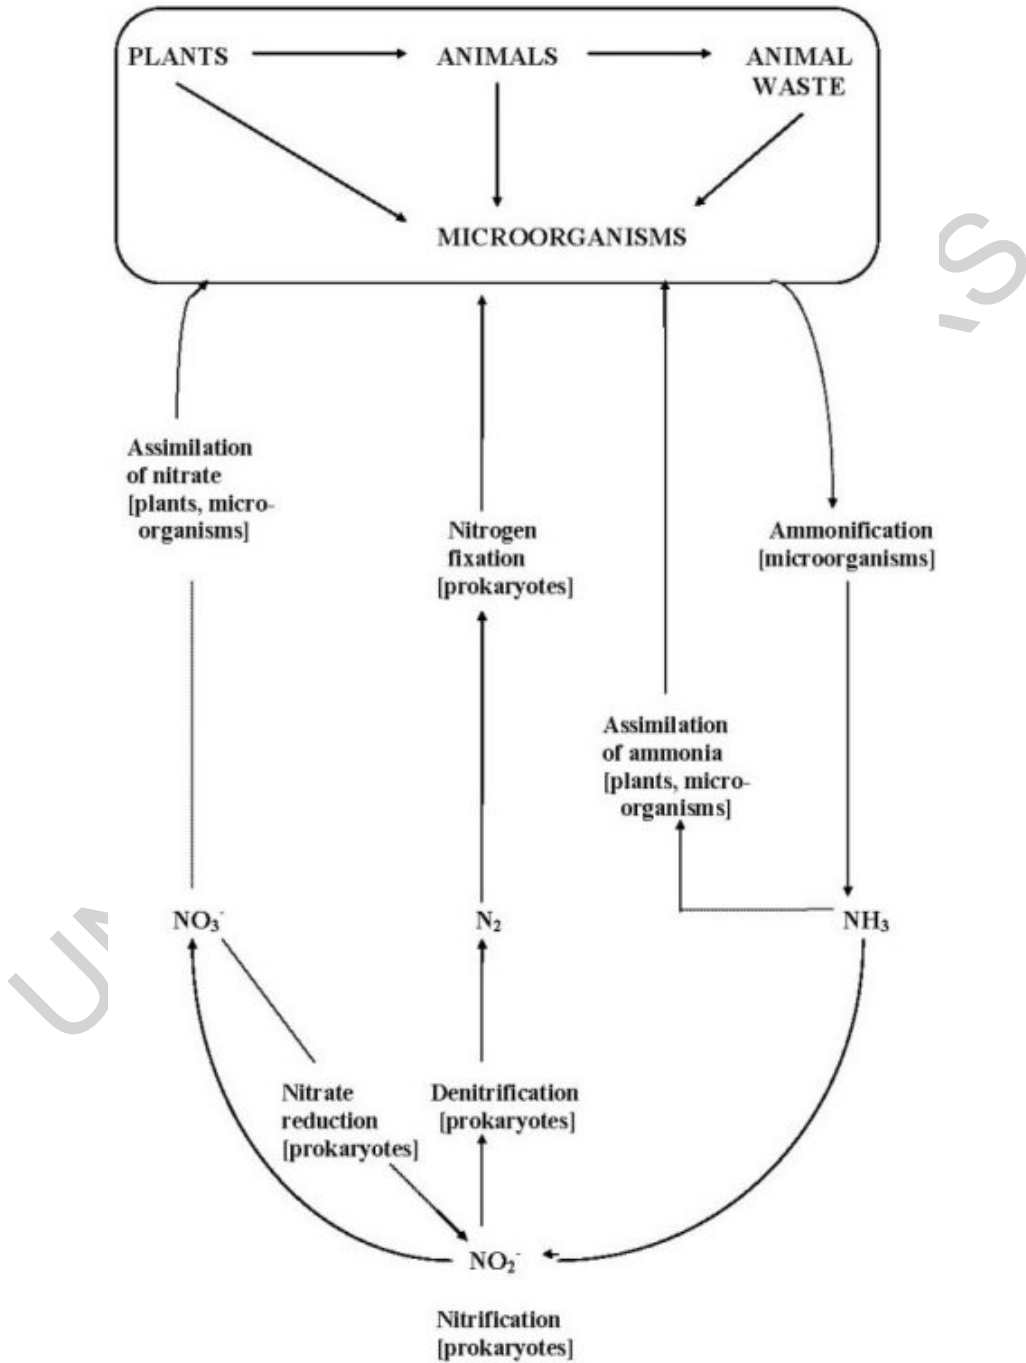 PLANTS
ANIMALS
ANIMAL
WASTE
MICROORGANISMS
Assimilation
of nitrate
[plants, micro-
organisms]
Nitrogen
fixation
[prokaryotes]
Ammonification
[microorganisms]
Assimilation
of ammonia
[plants, micro-
organisms]
NO₃⁻
N₂
NH₃
Nitrate
reduction
[prokaryotes]
Denitrification
[prokaryotes]
NO₂⁻
Nitrification
[prokaryotes]